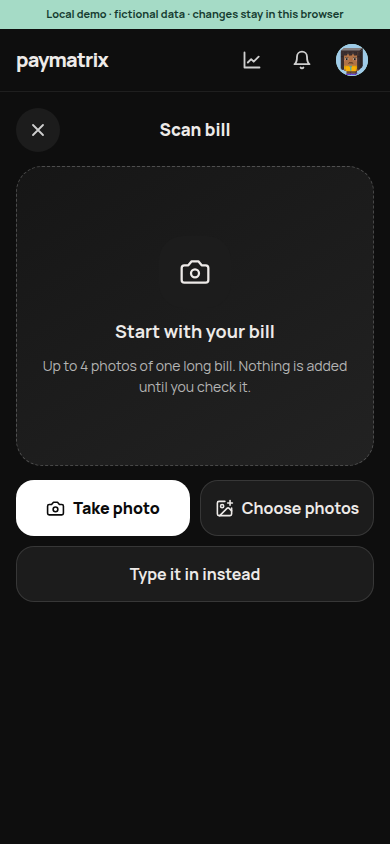 Local demo · fictional data · changes stay in this browser
paymatrix
Scan bill
Start with your bill
Up to 4 photos of one long bill. Nothing is added
until you check it.
Take photo
Choose photos
Type it in instead